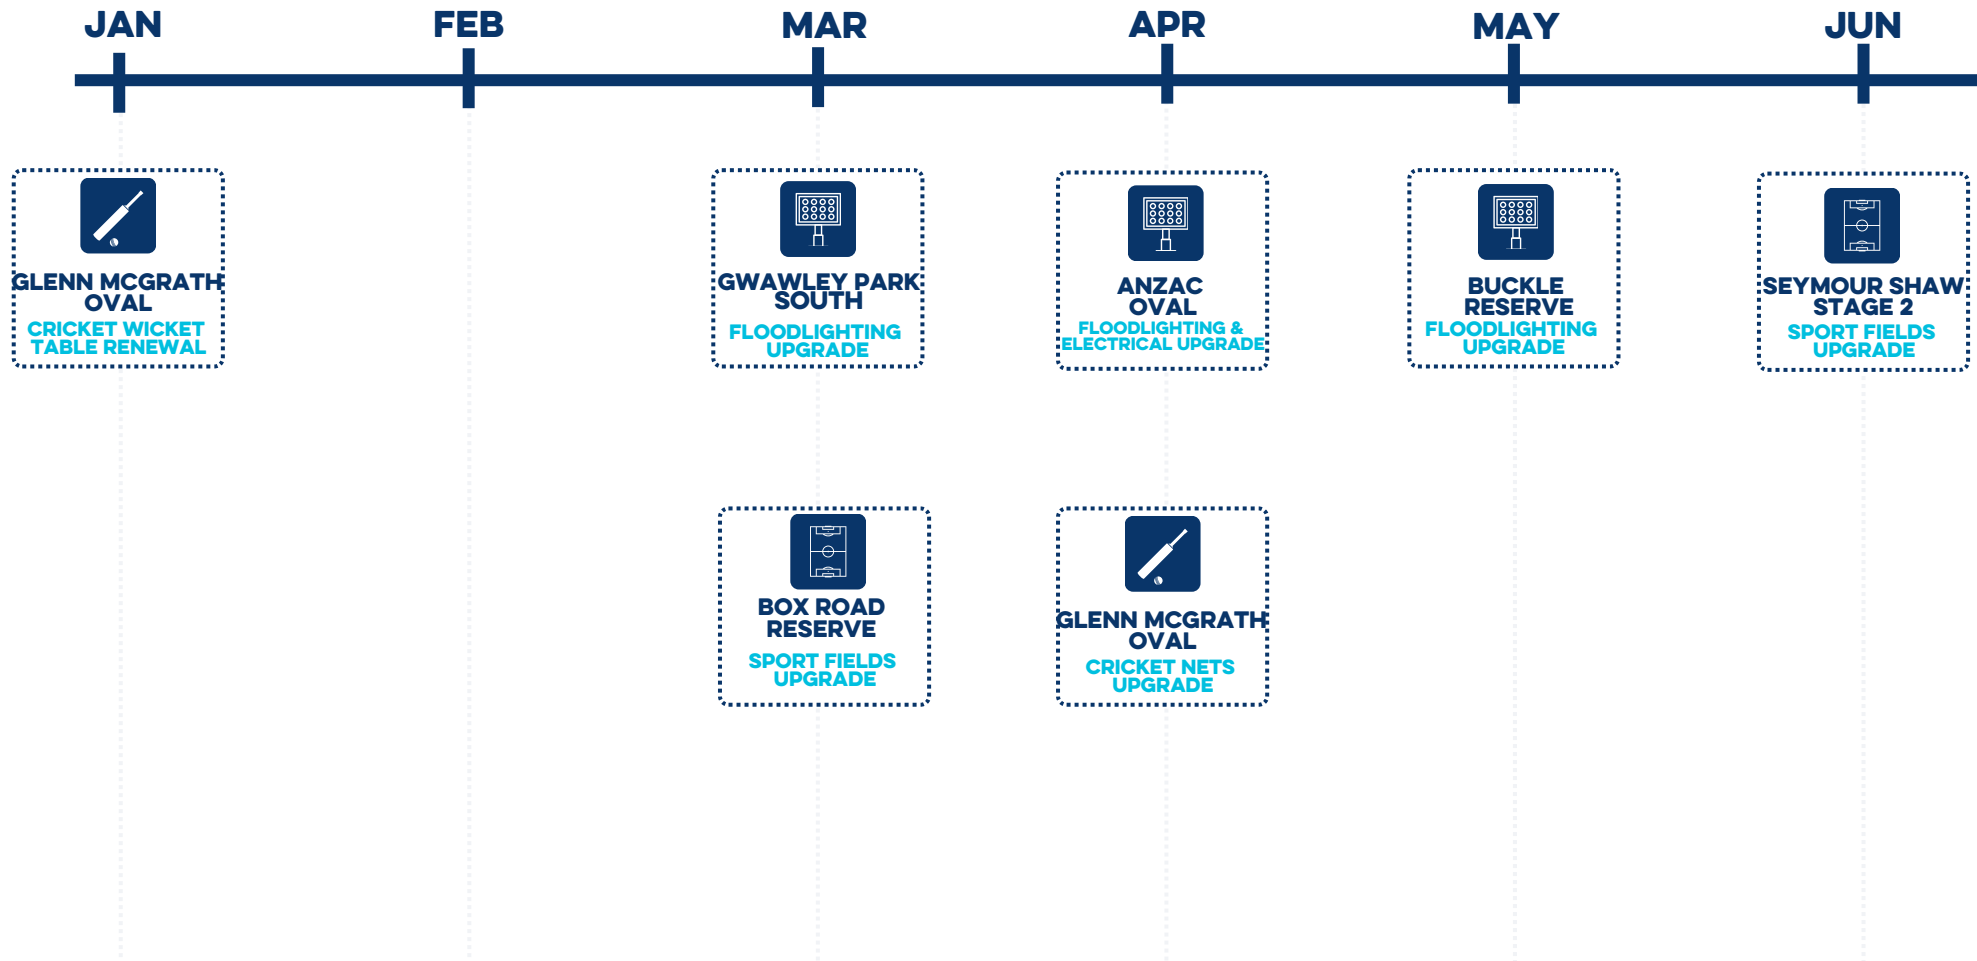 JAN
FEB
MAR
APR
MAY
JUN
GLENN MCGRATH
OVAL
CRICKET WICKET
TABLE RENEWAL
GWAWLEY PARK
SOUTH
FLOODLIGHTING
UPGRADE
ANZAC
OVAL
FLOODLIGHTING &
ELECTRICAL UPGRADE
BUCKLE
RESERVE
FLOODLIGHTING
UPGRADE
SEYMOUR SHAW
STAGE 2
SPORT FIELDS
UPGRADE
BOX ROAD
RESERVE
SPORT FIELDS
UPGRADE
GLENN MCGRATH
OVAL
CRICKET NETS
UPGRADE